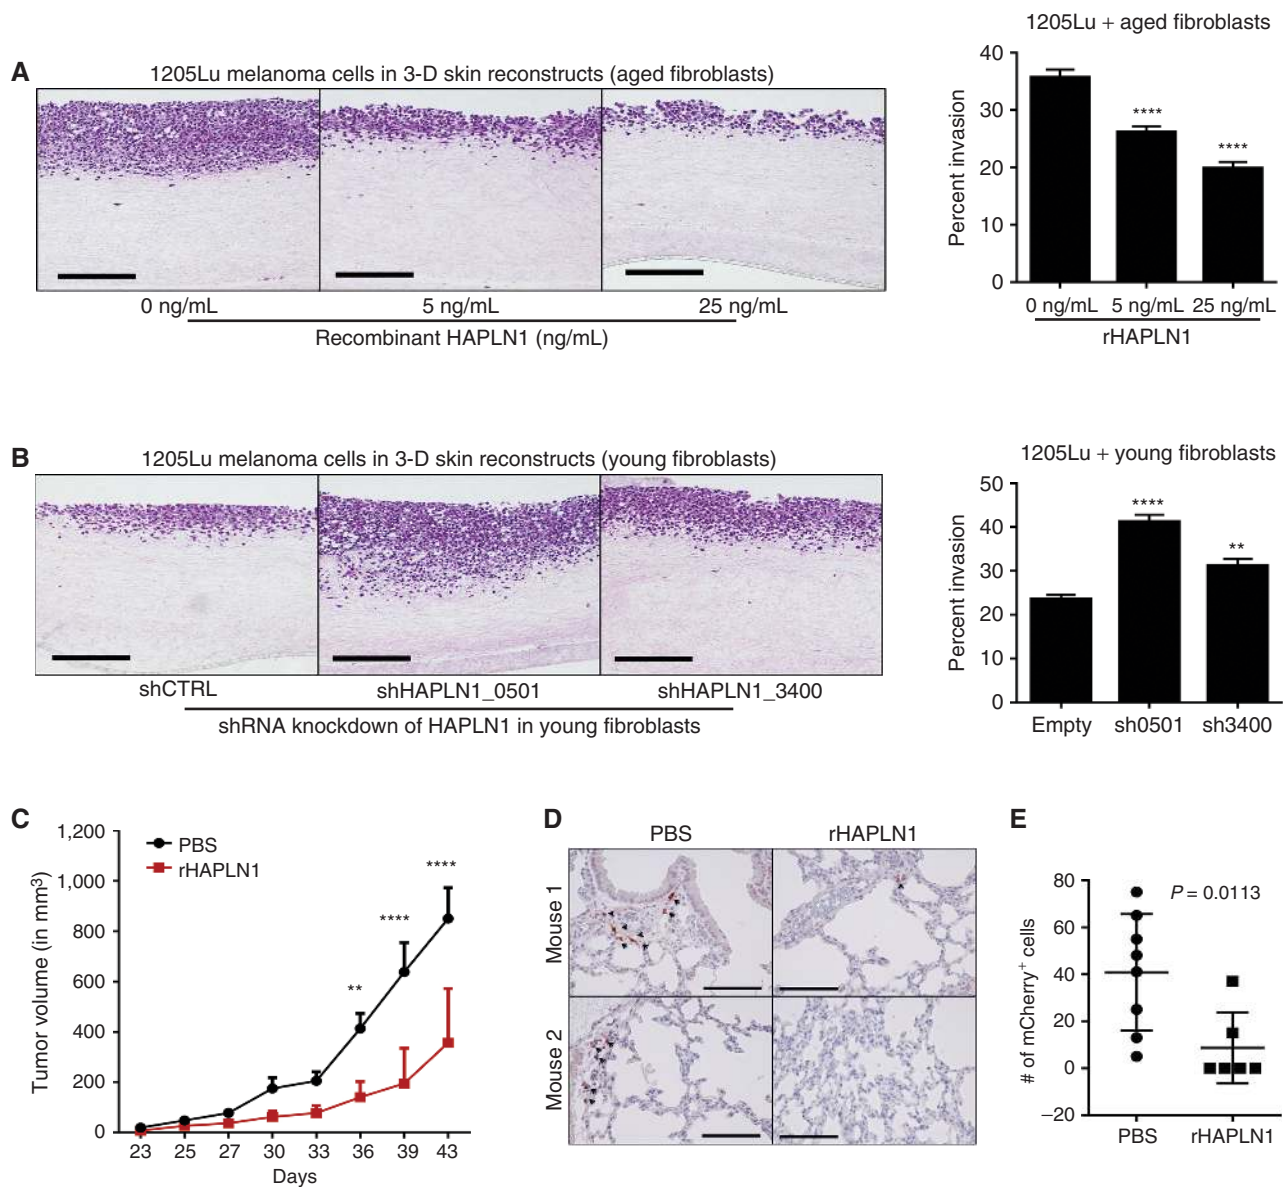 A
1205Lu melanoma cells in 3-D skin reconstructs (aged fibroblasts)
0 ng/mL
5 ng/mL
25 ng/mL
Recombinant HAPLN1 (ng/mL)
1205Lu + aged fibroblasts
Percent invasion
40
30
20
10
0
****
****
0 ng/mL 5 ng/mL 25 ng/mL
rHAPLN1
B
1205Lu melanoma cells in 3-D skin reconstructs (young fibroblasts)
shCTRL
shHAPLN1_0501
shHAPLN1_3400
shRNA knockdown of HAPLN1 in young fibroblasts
1205Lu + young fibroblasts
Percent invasion
50
40
30
20
10
0
****
**
Empty sh0501 sh3400
C
Tumor volume (in mm³)
1,200
1,000
800
600
400
200
0
PBS
rHAPLN1
**
****
****
23 25 27 30 33 36 39 43
Days
D
PBS
rHAPLN1
Mouse 1
Mouse 2
E
# of mCherry⁺ cells
80
60
40
20
0
−20
P = 0.0113
PBS
rHAPLN1